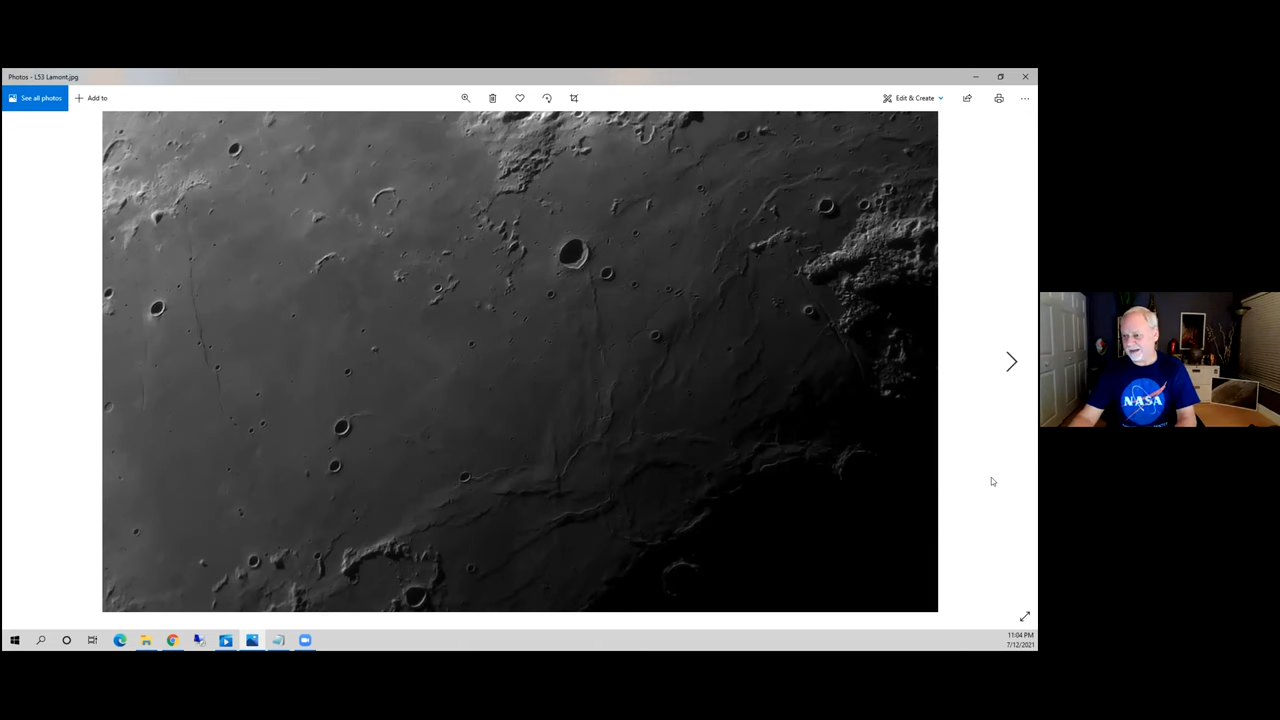 Photos - L53 Lamont.jpg
See all photos
Add to
Edit & Create
NASA
11:04 PM
7/12/2021